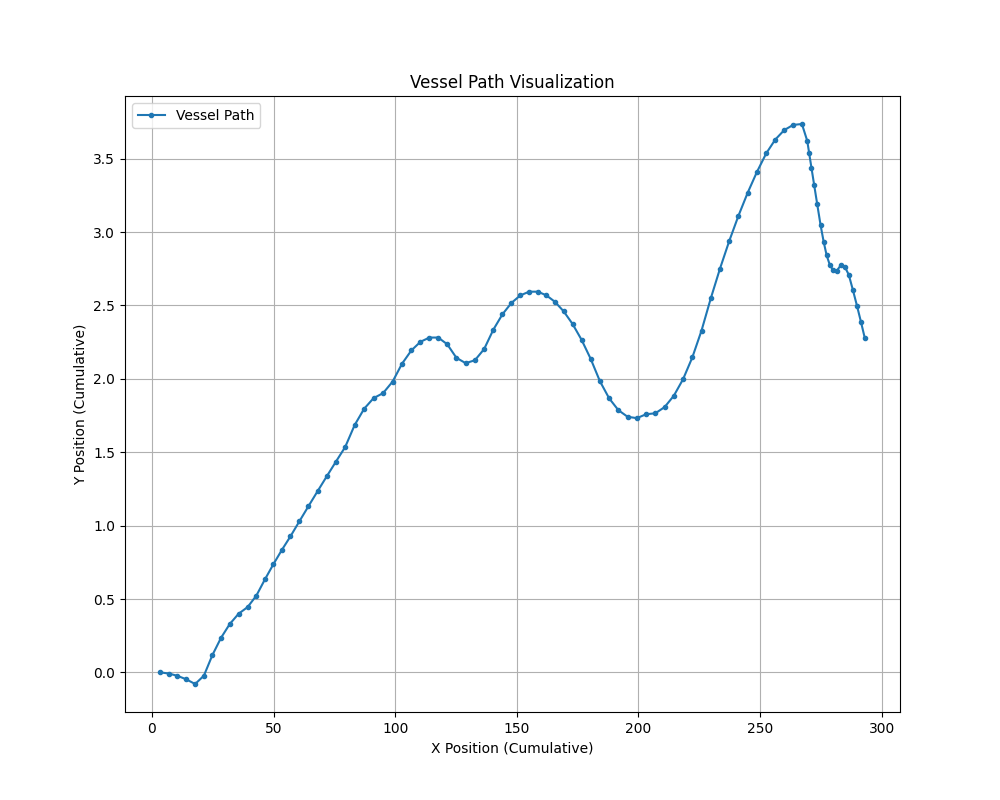 Vessel Path Visualization
Vessel Path
3.5
3.0
2.5
2.0
1.5
1.0
0.5
0.0
Y Position (Cumulative)
0 50 100 150 200 250 300
X Position (Cumulative)